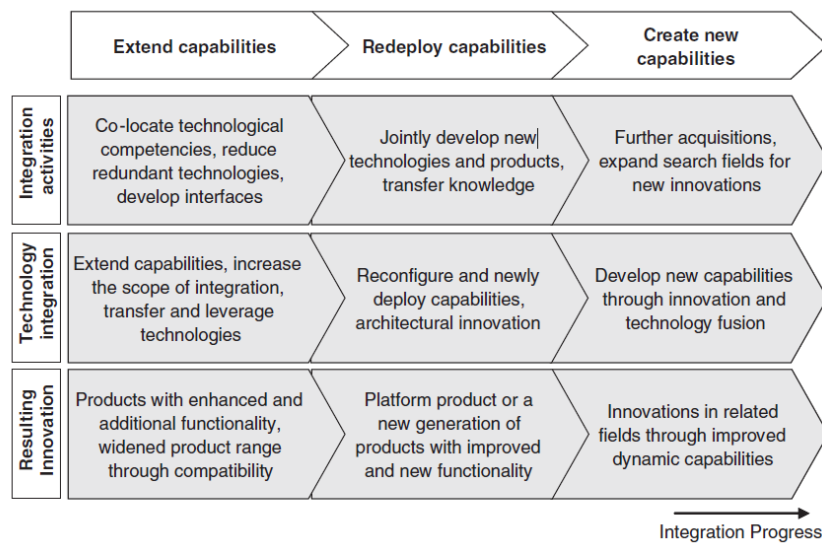 Extend capabilities
Redeploy capabilities
Create new
capabilities
Integration
activities
Co-locate technological
competencies, reduce
redundant technologies,
develop interfaces
Jointly develop new
technologies and products,
transfer knowledge
Further acquisitions,
expand search fields for
new innovations
Technology
integration
Extend capabilities, increase
the scope of integration,
transfer and leverage
technologies
Reconfigure and newly
deploy capabilities,
architectural innovation
Develop new capabilities
through innovation and
technology fusion
Resulting
Innovation
Products with enhanced and
additional functionality,
widened product range
through compatibility
Platform product or a
new generation of
products with improved
and new functionality
Innovations in related
fields through improved
dynamic capabilities
Integration Progress